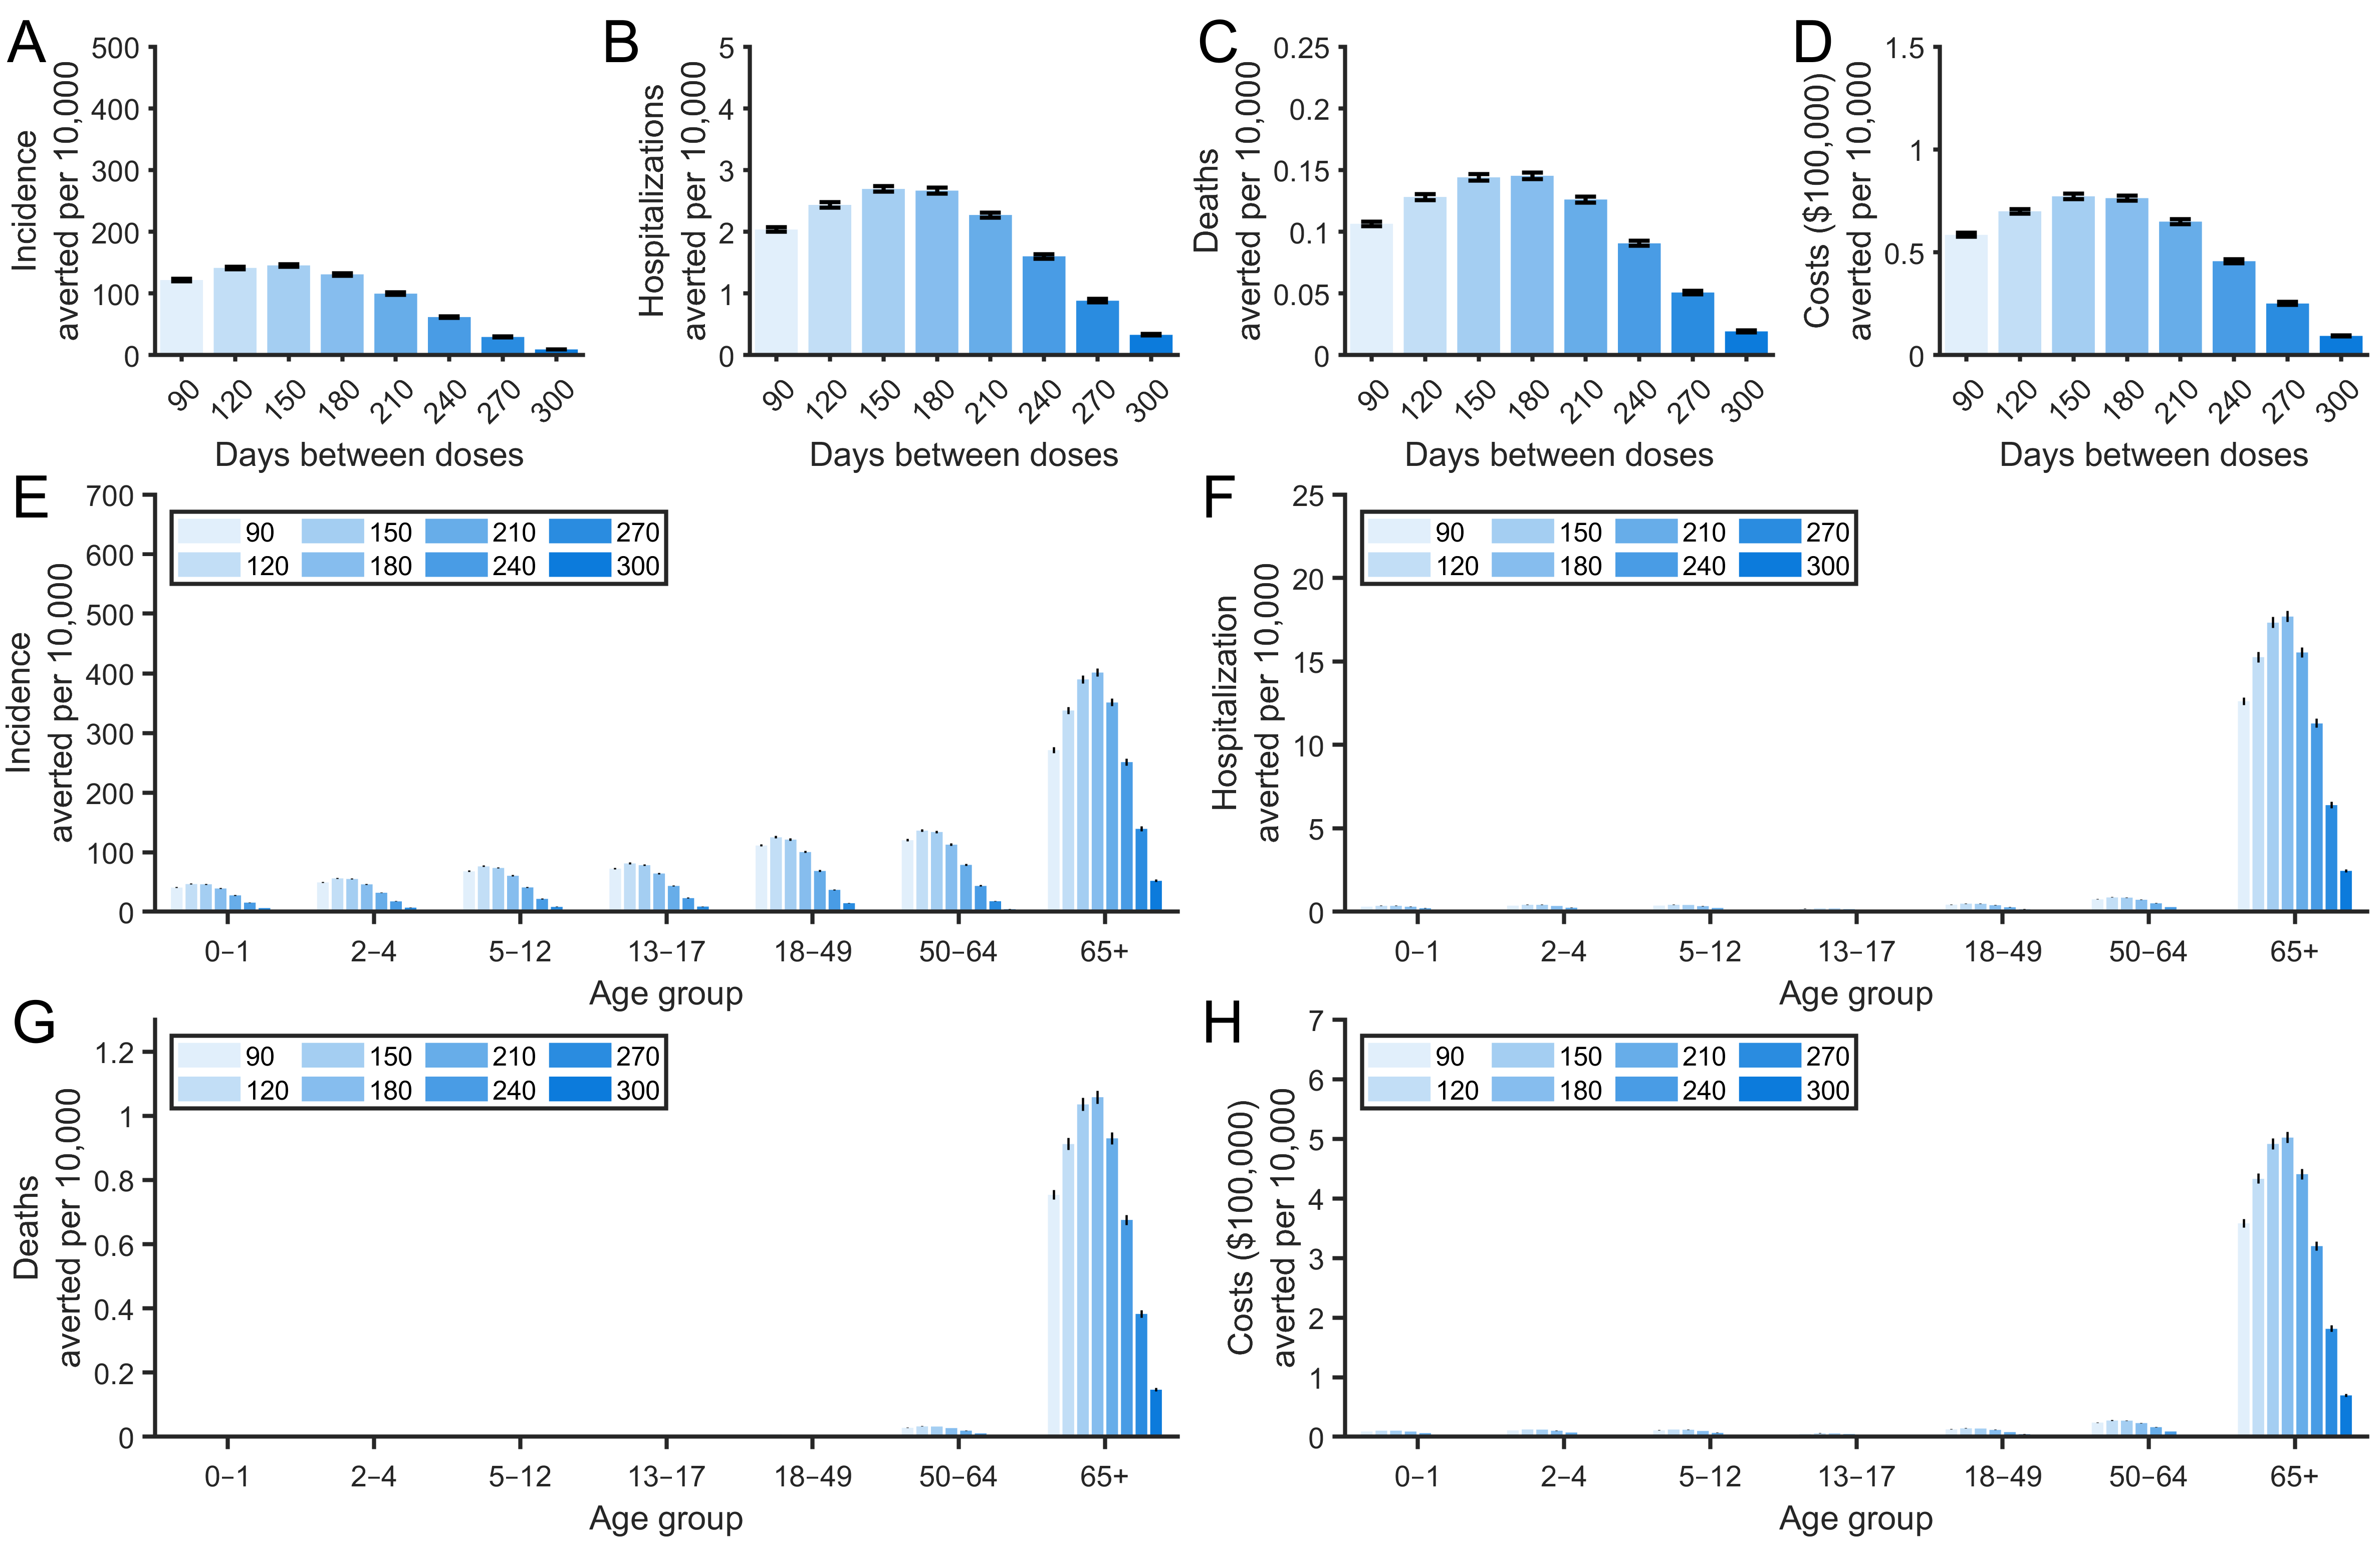 A
Incidence
averted per 10,000
500
400
300
200
100
0
90 120 150 180 210 240 270 300
Days between doses
B
Hospitalizations
averted per 10,000
5
4
3
2
1
0
90 120 150 180 210 240 270 300
Days between doses
C
Deaths
averted per 10,000
0.25
0.2
0.15
0.1
0.05
0
90 120 150 180 210 240 270 300
Days between doses
D
Costs ($100,000)
averted per 10,000
1.5
1
0.5
0
90 120 150 180 210 240 270 300
Days between doses
E
Incidence
averted per 10,000
700
600
500
400
300
200
100
0
90 150 210 270
120 180 240 300
0–1 2–4 5–12 13–17 18–49 50–64 65+
Age group
F
Hospitalization
averted per 10,000
25
20
15
10
5
0
90 150 210 270
120 180 240 300
0–1 2–4 5–12 13–17 18–49 50–64 65+
Age group
G
Deaths
averted per 10,000
1.2
1
0.8
0.6
0.4
0.2
0
90 150 210 270
120 180 240 300
0–1 2–4 5–12 13–17 18–49 50–64 65+
Age group
H
Costs ($100,000)
averted per 10,000
7
6
5
4
3
2
1
0
90 150 210 270
120 180 240 300
0–1 2–4 5–12 13–17 18–49 50–64 65+
Age group